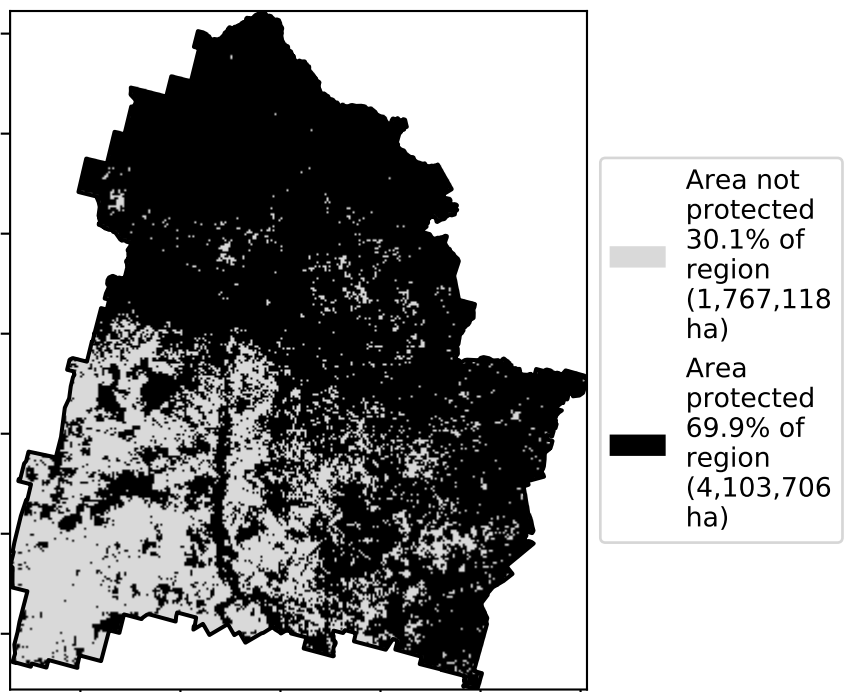 Area not
protected
30.1% of
region
(1,767,118
ha)
Area
protected
69.9% of
region
(4,103,706
ha)